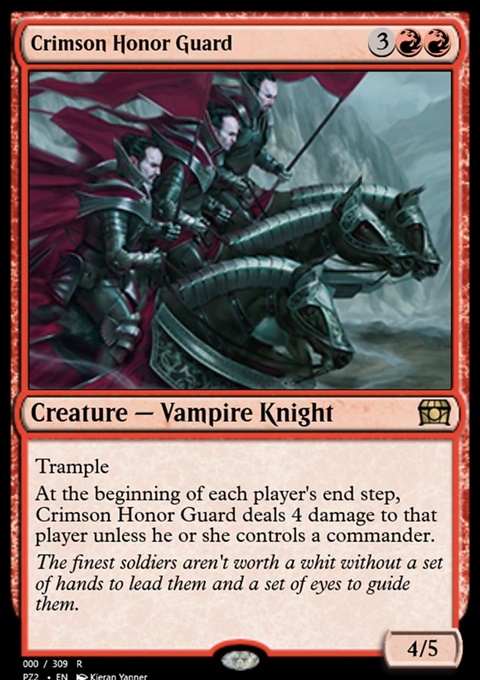 Crimson Honor Guard 3
Creature — Vampire Knight
Trample
At the beginning of each player's end step,
Crimson Honor Guard deals 4 damage to that
player unless he or she controls a commander.
The finest soldiers aren't worth a whit without a set
of hands to lead them and a set of eyes to guide
them.
4/5
000 / 309 R
PZ2 • EN Kieran Yanner